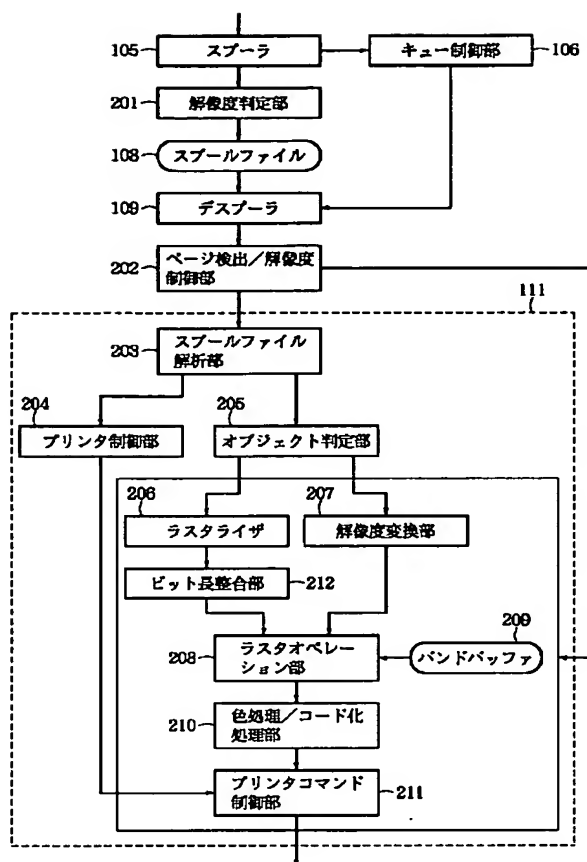 105
スプーラ
キュー制御部
106
201
解像度判定部
108
スプールファイル
109
デスプーラ
202
ページ検出／解像度
制御部
111
203
スプールファイル
解析部
204
プリンタ制御部
205
オブジェクト判定部
206
ラスタライザ
207
解像度変換部
ビット長整合部
212
208
ラスタオペレー
ション部
209
バンドバッファ
210
色処理／コード化
処理部
プリンタコマンド
制御部
211